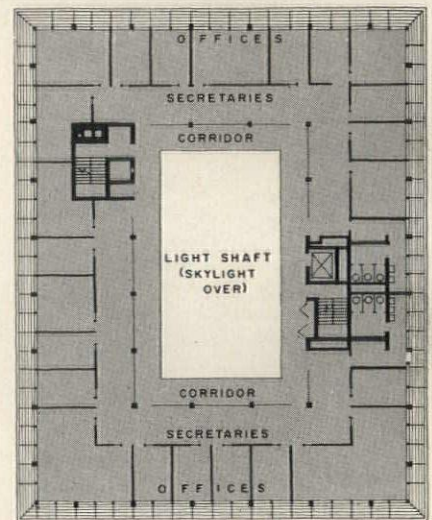 OFFICES
SECRETARIES
CORRIDOR
LIGHT SHAFT
(SKYLIGHT
OVER)
CORRIDOR
SECRETARIES
OFFICES